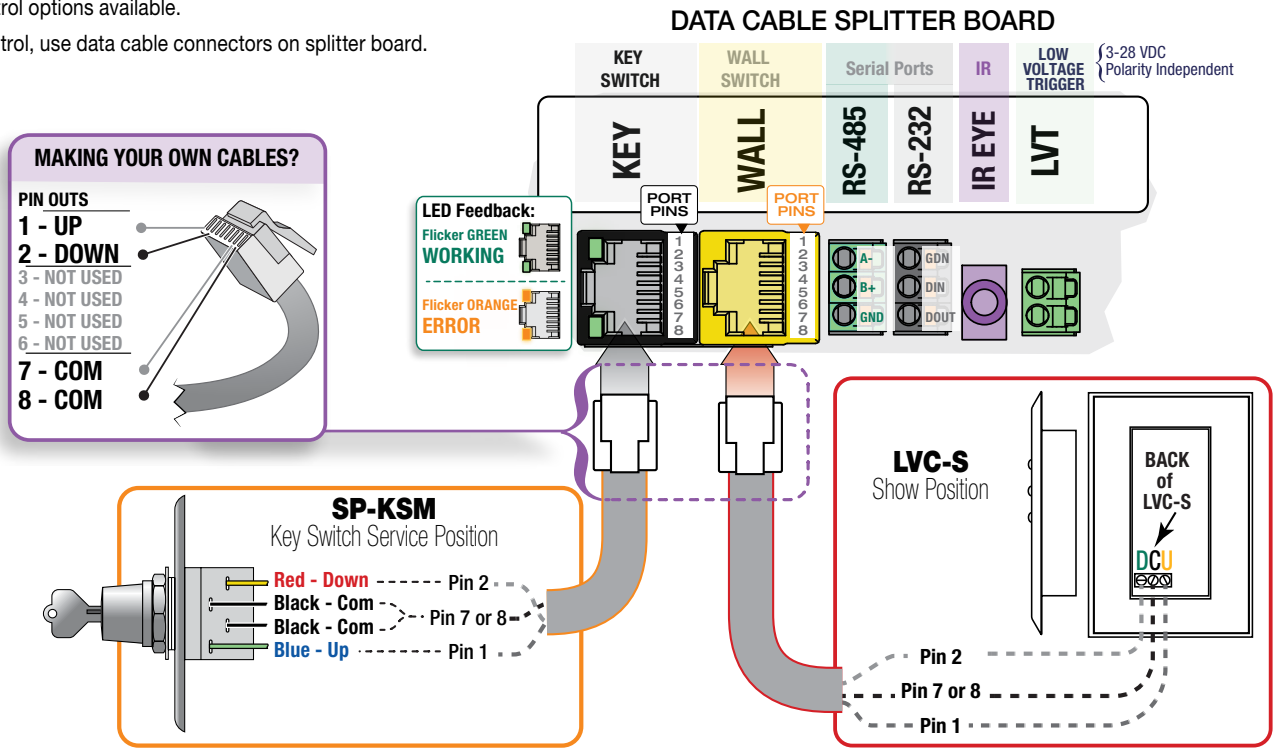 trol options available.
trol, use data cable connectors on splitter board.
DATA CABLE SPLITTER BOARD
KEY
SWITCH
WALL
SWITCH
Serial Ports
IR
LOW
VOLTAGE
TRIGGER
3-28 VDC
Polarity Independent
KEY
WALL
RS-485
RS-232
IR EYE
LVT
MAKING YOUR OWN CABLES?
PIN OUTS
1 - UP
2 - DOWN
3 - NOT USED
4 - NOT USED
5 - NOT USED
6 - NOT USED
7 - COM
8 - COM
LED Feedback:
Flicker GREEN
WORKING
Flicker ORANGE
ERROR
PORT
PINS
1
2
3
4
5
6
7
8
PORT
PINS
1
2
3
4
5
6
7
8
A-
B+
GND
GDN
DIN
DOUT
SP-KSM
Key Switch Service Position
Red - Down
Pin 2
Black - Com
Black - Com
Pin 7 or 8
Blue - Up
Pin 1
LVC-S
Show Position
BACK
of
LVC-S
DCU
Pin 2
Pin 7 or 8
Pin 1